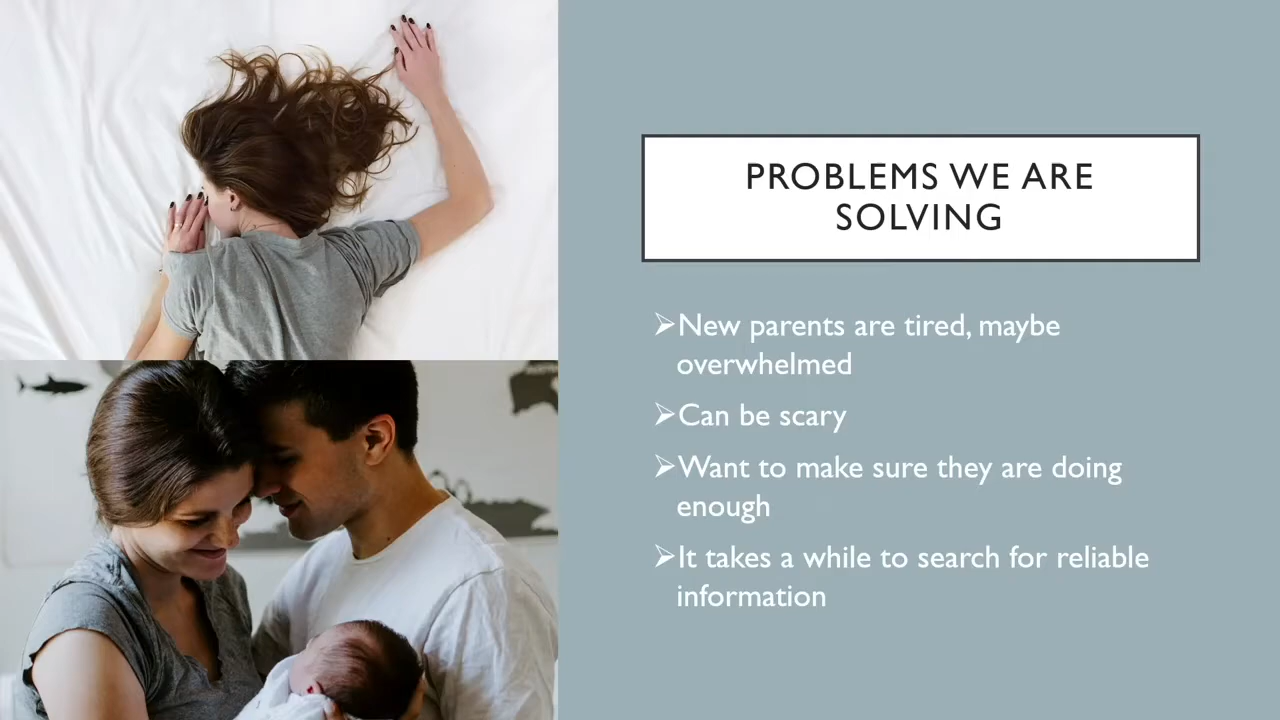 PROBLEMS WE ARE
SOLVING
➢New parents are tired, maybe
overwhelmed
➢Can be scary
➢Want to make sure they are doing
enough
➢It takes a while to search for reliable
information